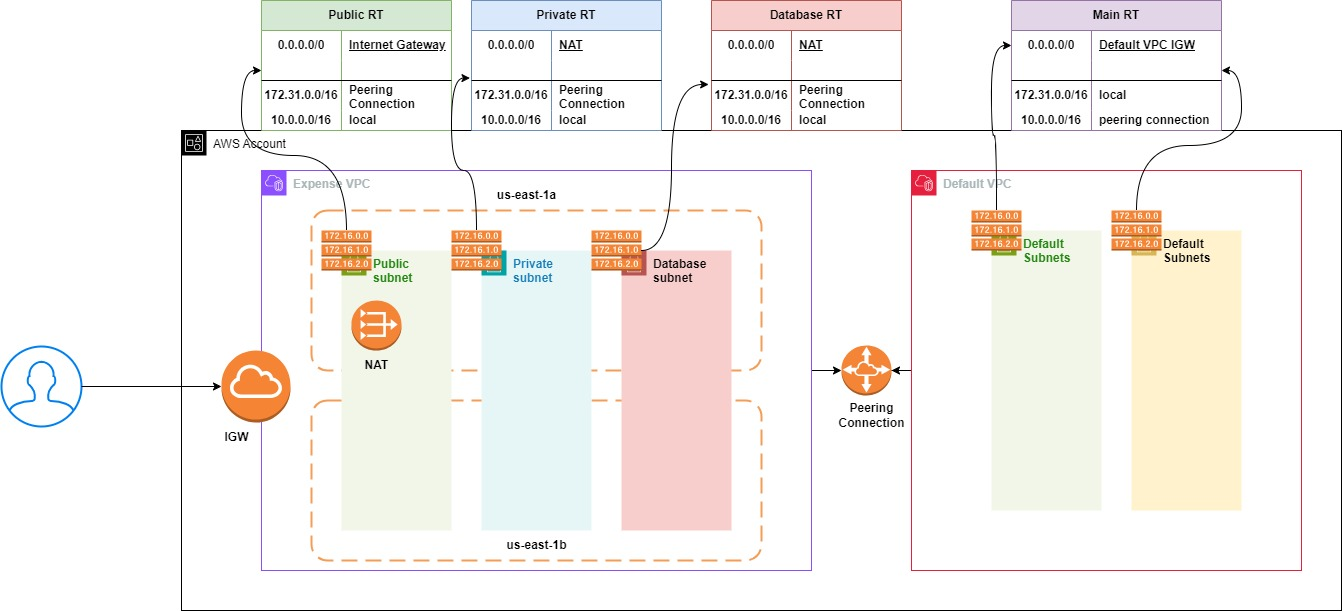 Public RT
0.0.0.0/0 Internet Gateway
172.31.0.0/16 Peering
Connection
10.0.0.0/16 local
Private RT
0.0.0.0/0 NAT
172.31.0.0/16 Peering
Connection
10.0.0.0/16 local
Database RT
0.0.0.0/0 NAT
172.31.0.0/16 Peering
Connection
10.0.0.0/16 local
Main RT
0.0.0.0/0 Default VPC IGW
172.31.0.0/16 local
10.0.0.0/16 peering connection
AWS Account
Expense VPC
us-east-1a
172.16.0.0
172.16.1.0
172.16.2.0
Public
subnet
172.16.0.0
172.16.1.0
172.16.2.0
Private
subnet
172.16.0.0
172.16.1.0
172.16.2.0
Database
subnet
NAT
IGW
us-east-1b
Peering
Connection
Default VPC
172.16.0.0
172.16.1.0
172.16.2.0
Default
Subnets
172.16.0.0
172.16.1.0
172.16.2.0
Default
Subnets